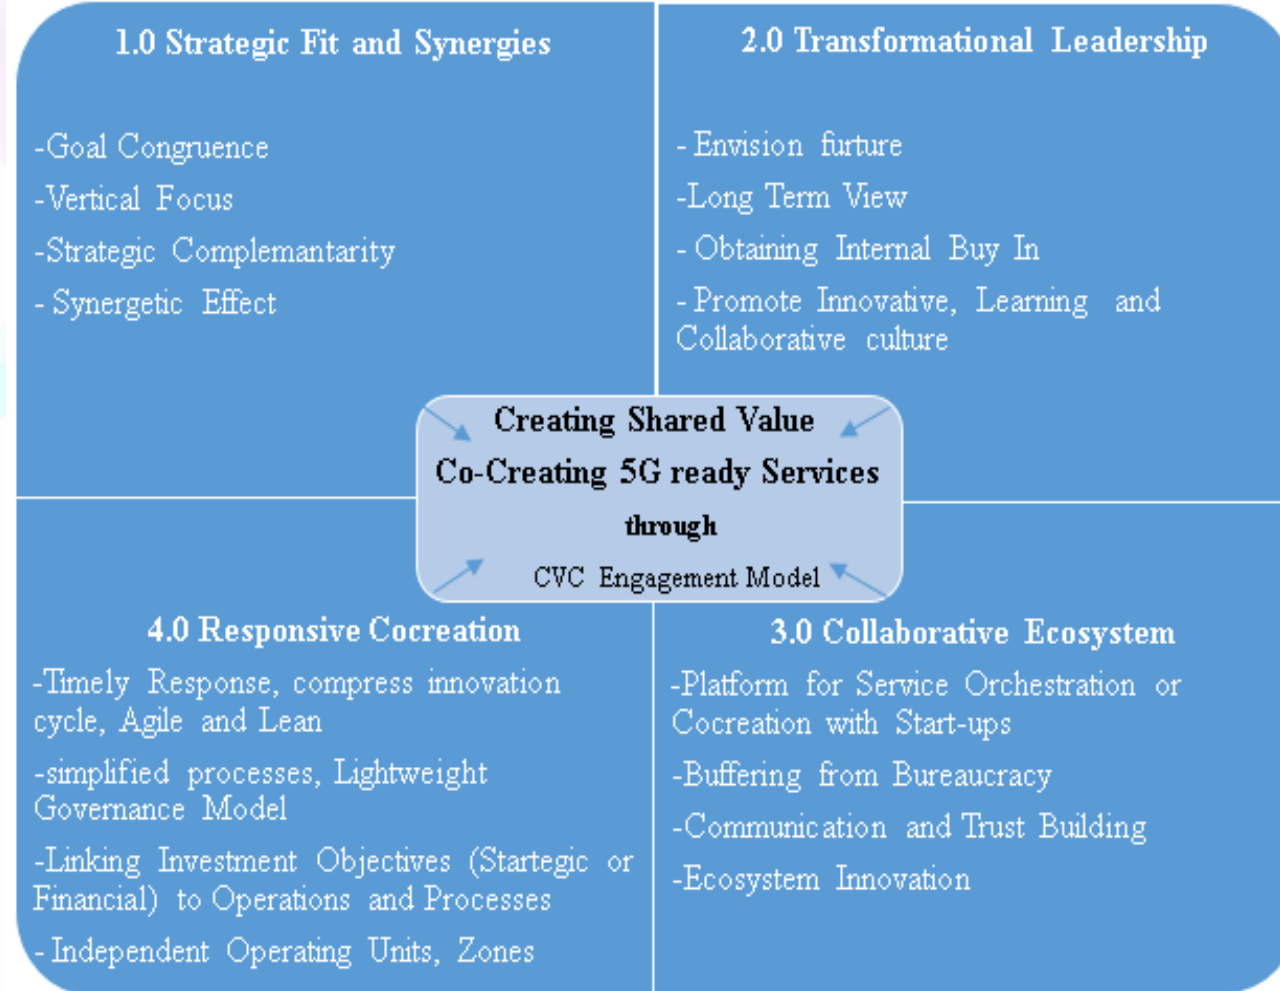 1.0 Strategic Fit and Synergies
-Goal Congruence
-Vertical Focus
-Strategic Complemantarity
- Synergetic Effect
2.0 Transformational Leadership
- Envision furture
-Long Term View
- Obtaining Internal Buy In
- Promote Innovative, Learning and
Collaborative culture
Creating Shared Value
Co-Creating 5G ready Services
through
CVC Engagement Model
4.0 Responsive Cocreation
-Timely Response, compress innovation
cycle, Agile and Lean
-simplified processes, Lightweight
Governance Model
-Linking Investment Objectives (Startegic or
Financial) to Operations and Processes
- Independent Operating Units, Zones
3.0 Collaborative Ecosystem
-Platform for Service Orchestration or
Cocreation with Start-ups
-Buffering from Bureaucracy
-Communication and Trust Building
-Ecosystem Innovation